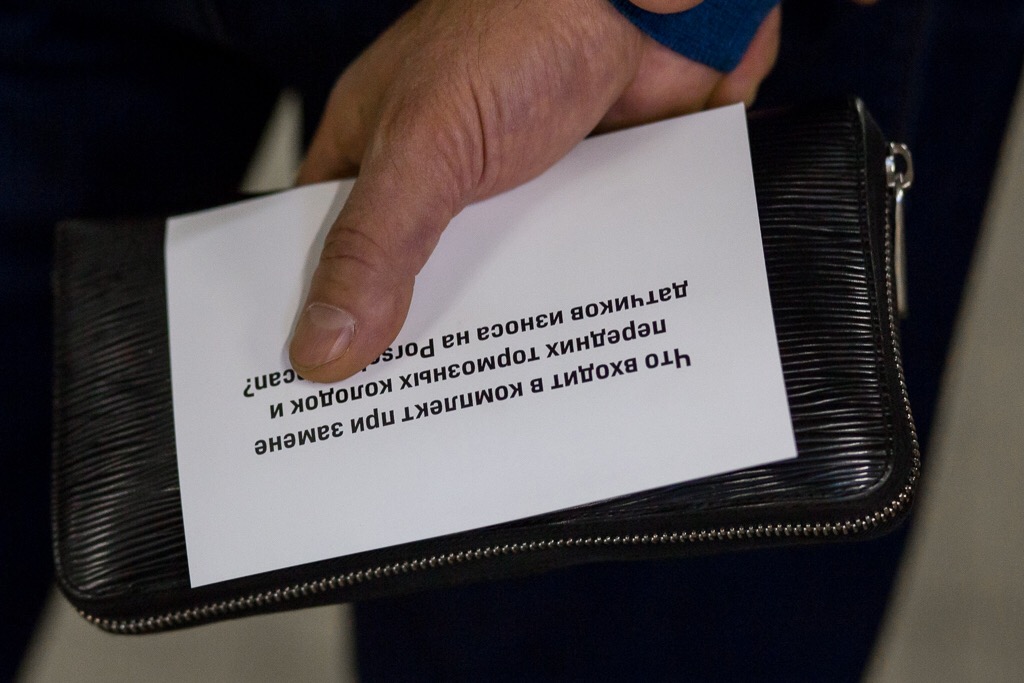 Что входит в комплект при замене
передних тормозных колодок и
датчиков износа на